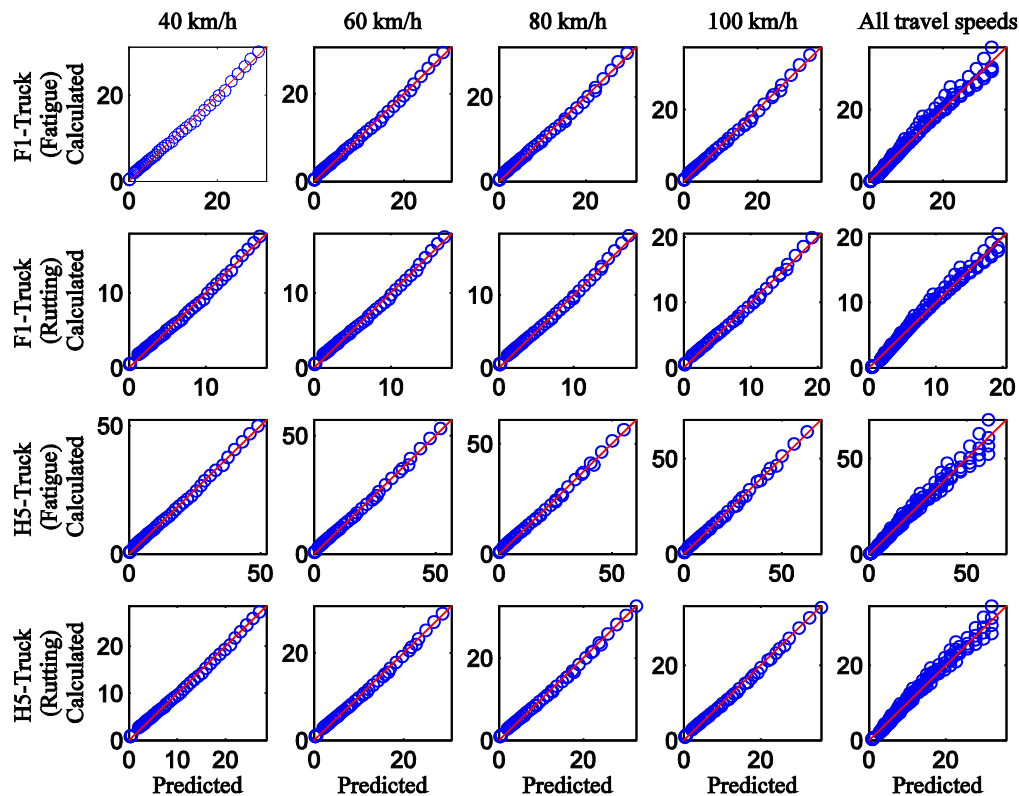 40 km/h 60 km/h 80 km/h 100 km/h All travel speeds
F1-Truck
(Fatigue)
Calculated
20 20 20 20 20
0 0 0 0 0
0 20 0 20 0 20 0 20 0 20
F1-Truck
(Rutting)
Calculated
20 20
10 10 10 10 10
0 0 0 0 0
0 10 0 10 0 10 0 10 20 0 10 20
H5-Truck
(Fatigue)
Calculated
50 50 50 50 50
0 0 0 0 0
0 50 0 50 0 50 0 50 0 50
H5-Truck
(Rutting)
Calculated
20 20 20 20 20
10
0 0 0 0 0
0 10 20 0 20 0 20 0 20 0 20
Predicted Predicted Predicted Predicted Predicted